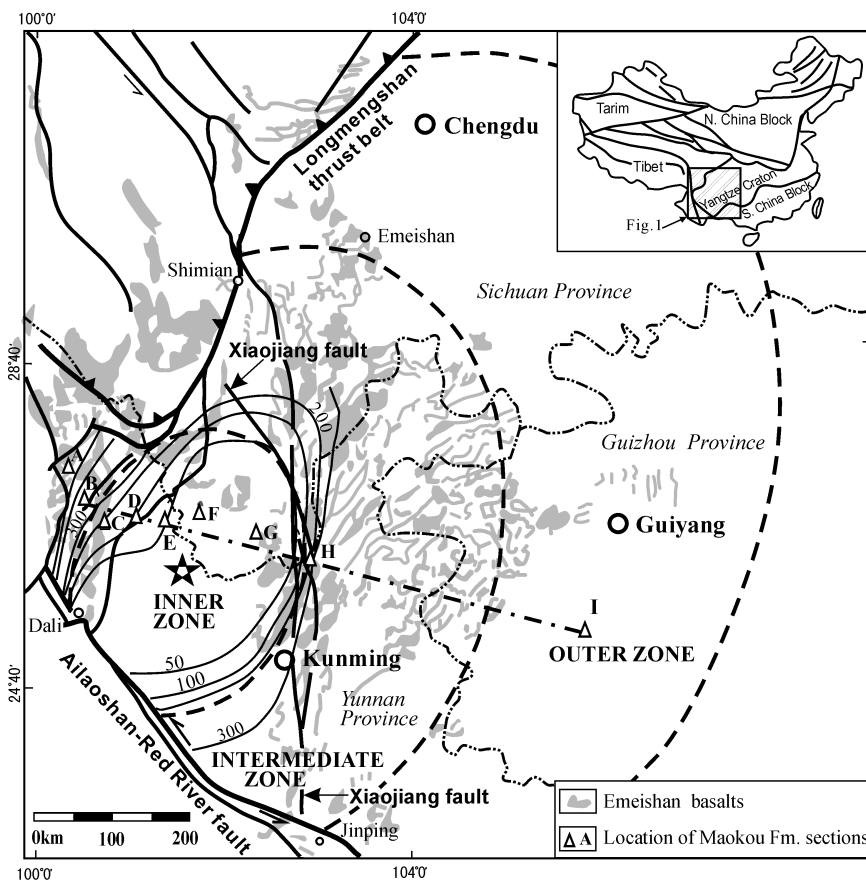 100°0'
104°0'
Longmengshan
thrust belt
Chengdu
Tarim
N. China Block
Tibet
Yangtze Craton
S. China Block
Fig.1
Emeishan
Shimian
Sichuan Province
28°40'
Xiaojiang fault
200
Guizhou Province
A
B
300
C
D
E
F
G
H
Guiyang
INNER
ZONE
I
OUTER ZONE
Dali
50
100
300
Kunming
24°40'
Yunnan
Province
Ailaoshan-Red River fault
INTERMEDIATE
ZONE
Xiaojiang fault
Jinping
0km 100 200
Emeishan basalts
A Location of Maokou Fm. sections
100°0'
104°0'